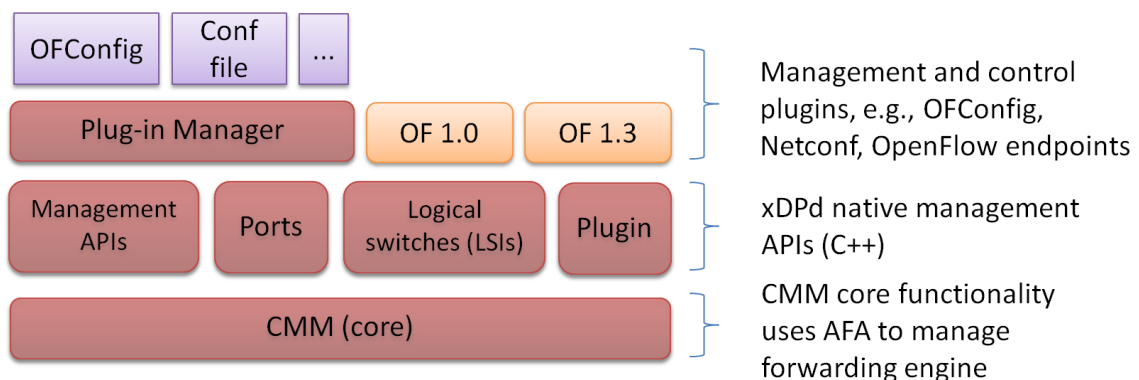 OFConfig
Conf
file
...
Plug-in Manager
OF 1.0
OF 1.3
Management and control
plugins, e.g., OFConfig,
Netconf, OpenFlow endpoints
Management
APIs
Ports
Logical
switches (LSIs)
Plugin
xDPd native management
APIs (C++)
CMM (core)
CMM core functionality
uses AFA to manage
forwarding engine